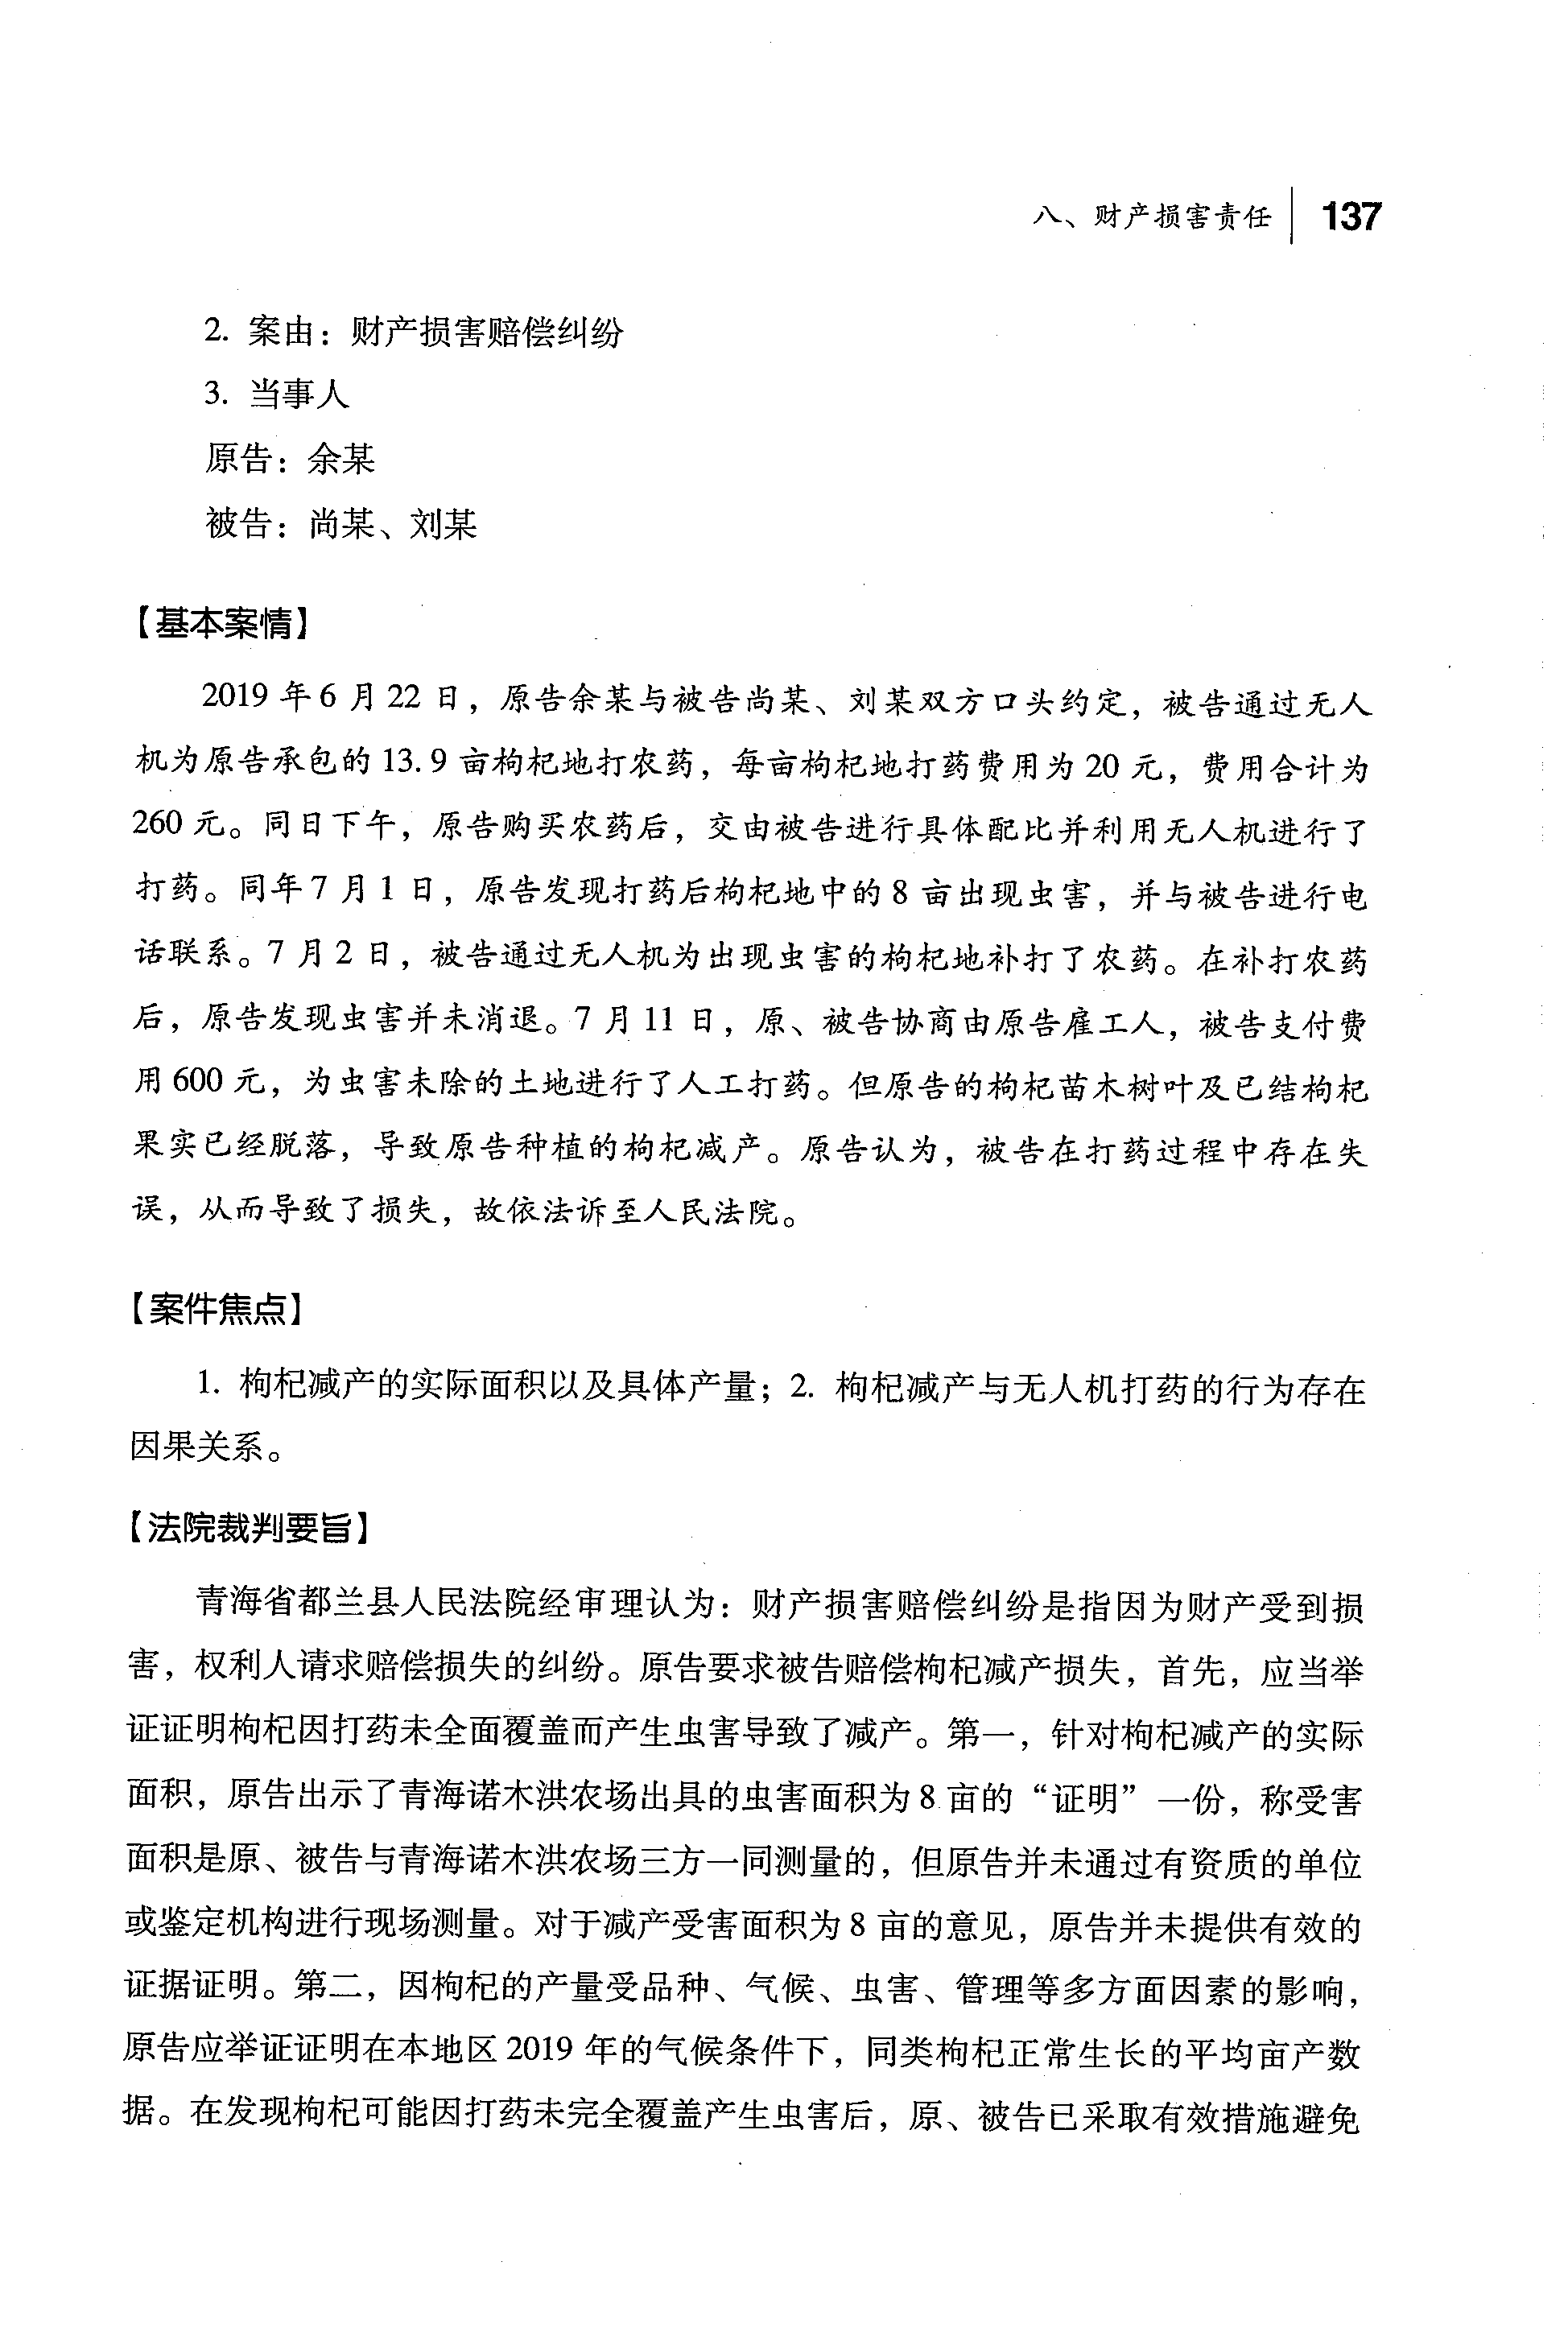 八、财产损害责任 137
2. 案由：财产损害赔偿纠纷
3. 当事人
原告：余某
被告：尚某、刘某
【基本案情】
2019年6月22日，原告余某与被告尚某、刘某双方口头约定，被告通过无人
机为原告承包的13.9亩枸杞地打农药，每亩枸杞地打药费用为20元，费用合计为
260元。同日下午，原告购买农药后，交由被告进行具体配比并利用无人机进行了
打药。同年7月1日，原告发现打药后枸杞地中的8亩出现虫害，并与被告进行电
话联系。7月2日，被告通过无人机为出现虫害的枸杞地补打了农药。在补打农药
后，原告发现虫害并未消退。7月11日，原、被告协商由原告雇工人，被告支付费
用600元，为虫害未除的土地进行了人工打药。但原告的枸杞苗木树叶及已结枸杞
果实已经脱落，导致原告种植的枸杞减产。原告认为，被告在打药过程中存在失
误，从而导致了损失，故依法诉至人民法院。
【案件焦点】
1. 枸杞减产的实际面积以及具体产量；2. 枸杞减产与无人机打药的行为存在
因果关系。
【法院裁判要旨】
青海省都兰县人民法院经审理认为：财产损害赔偿纠纷是指因为财产受到损
害，权利人请求赔偿损失的纠纷。原告要求被告赔偿枸杞减产损失，首先，应当举
证证明枸杞因打药未全面覆盖而产生虫害导致了减产。第一，针对枸杞减产的实际
面积，原告出示了青海诺木洪农场出具的虫害面积为8亩的“证明”一份，称受害
面积是原、被告与青海诺木洪农场三方一同测量的，但原告并未通过有资质的单位
或鉴定机构进行现场测量。对于减产受害面积为8亩的意见，原告并未提供有效的
证据证明。第二，因枸杞的产量受品种、气候、虫害、管理等多方面因素的影响，
原告应举证证明在本地区2019年的气候条件下，同类枸杞正常生长的平均亩产数
据。在发现枸杞可能因打药未完全覆盖产生虫害后，原、被告已采取有效措施避免